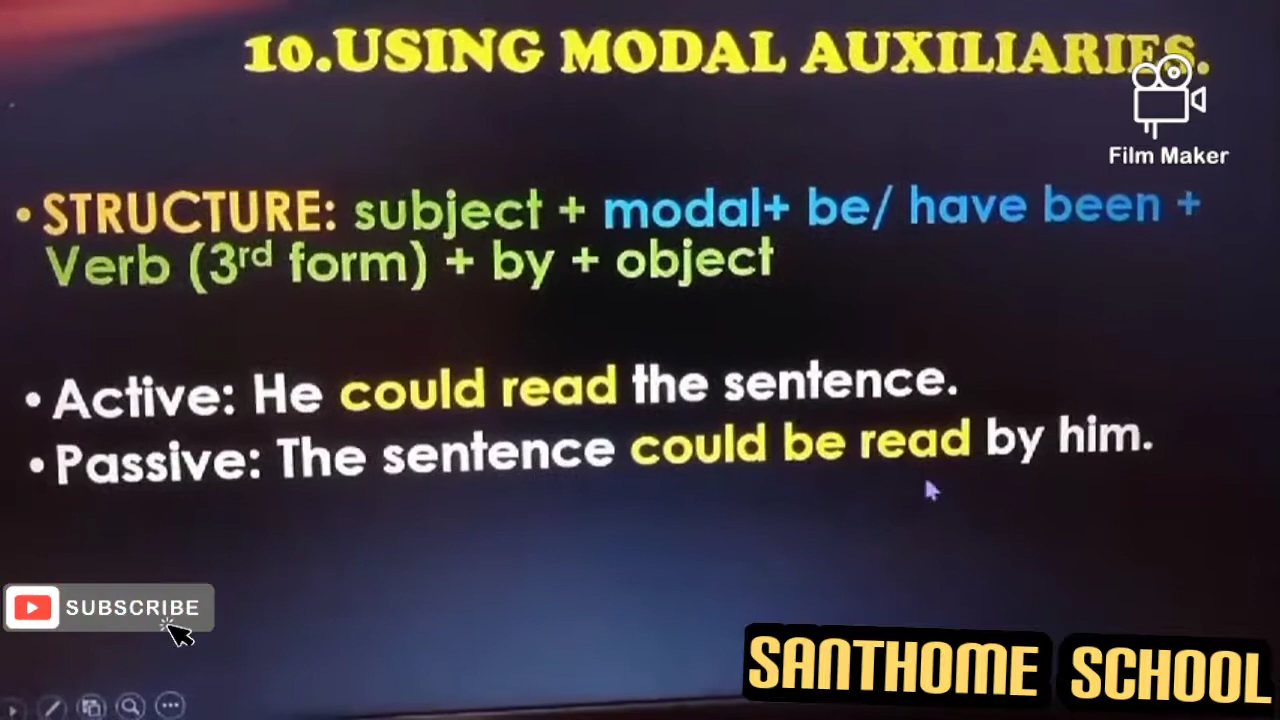 10.USING MODAL AUXILIARIES.
Film Maker
• STRUCTURE: subject + modal+ be/ have been +
Verb (3rd form) + by + object
• Active: He could read the sentence.
• Passive: The sentence could be read by him.
SUBSCRIBE
SANTHOME SCHOOL